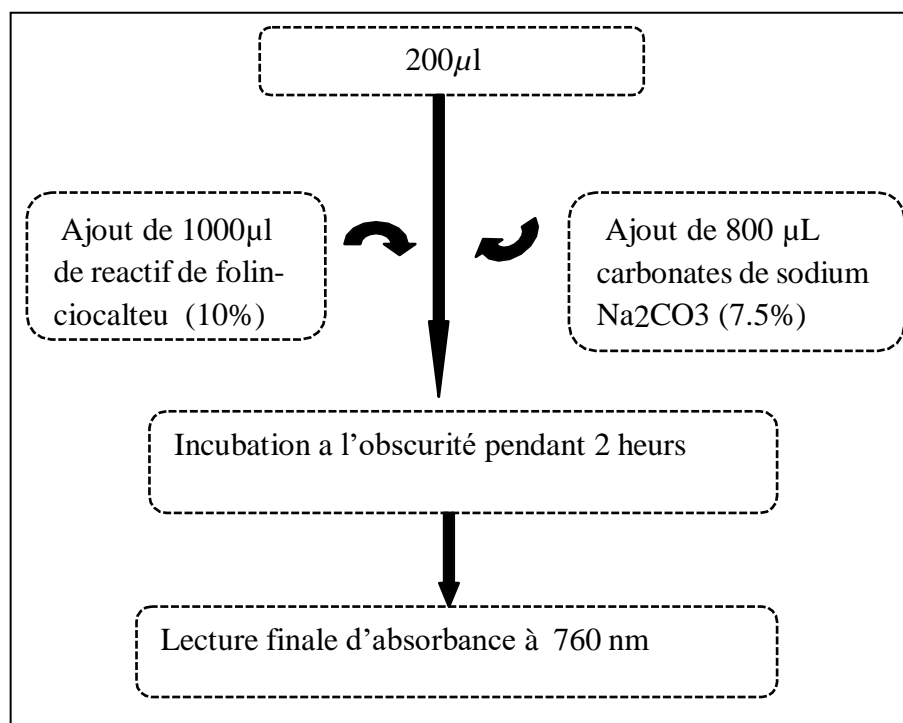 200µl
Ajout de 1000µl
de reactif de folin-
ciocalteu (10%)
Ajout de 800 µL
carbonates de sodium
Na2CO3 (7.5%)
Incubation a l’obscurité pendant 2 heurs
Lecture finale d’absorbance à 760 nm